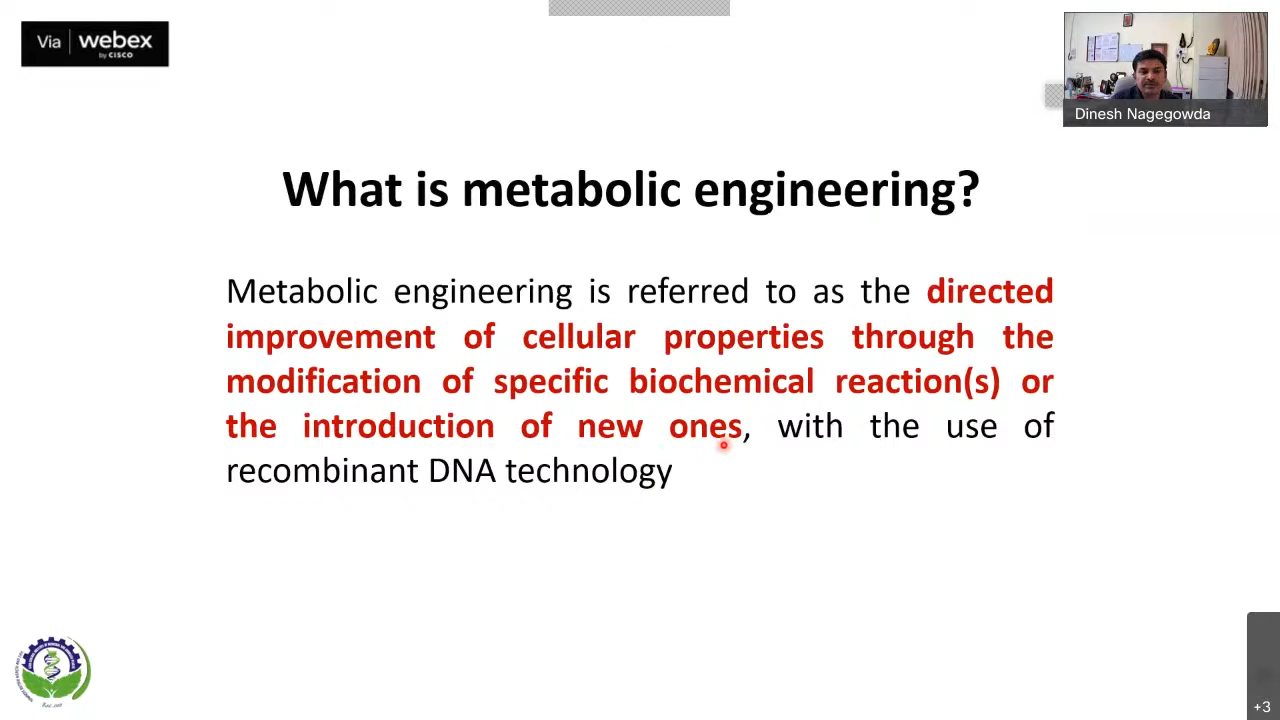 Via webex
by CISCO
Dinesh Nagegowda
What is metabolic engineering?
Metabolic engineering is referred to as the directed
improvement of cellular properties through the
modification of specific biochemical reaction(s) or
the introduction of new ones, with the use of
recombinant DNA technology
+3